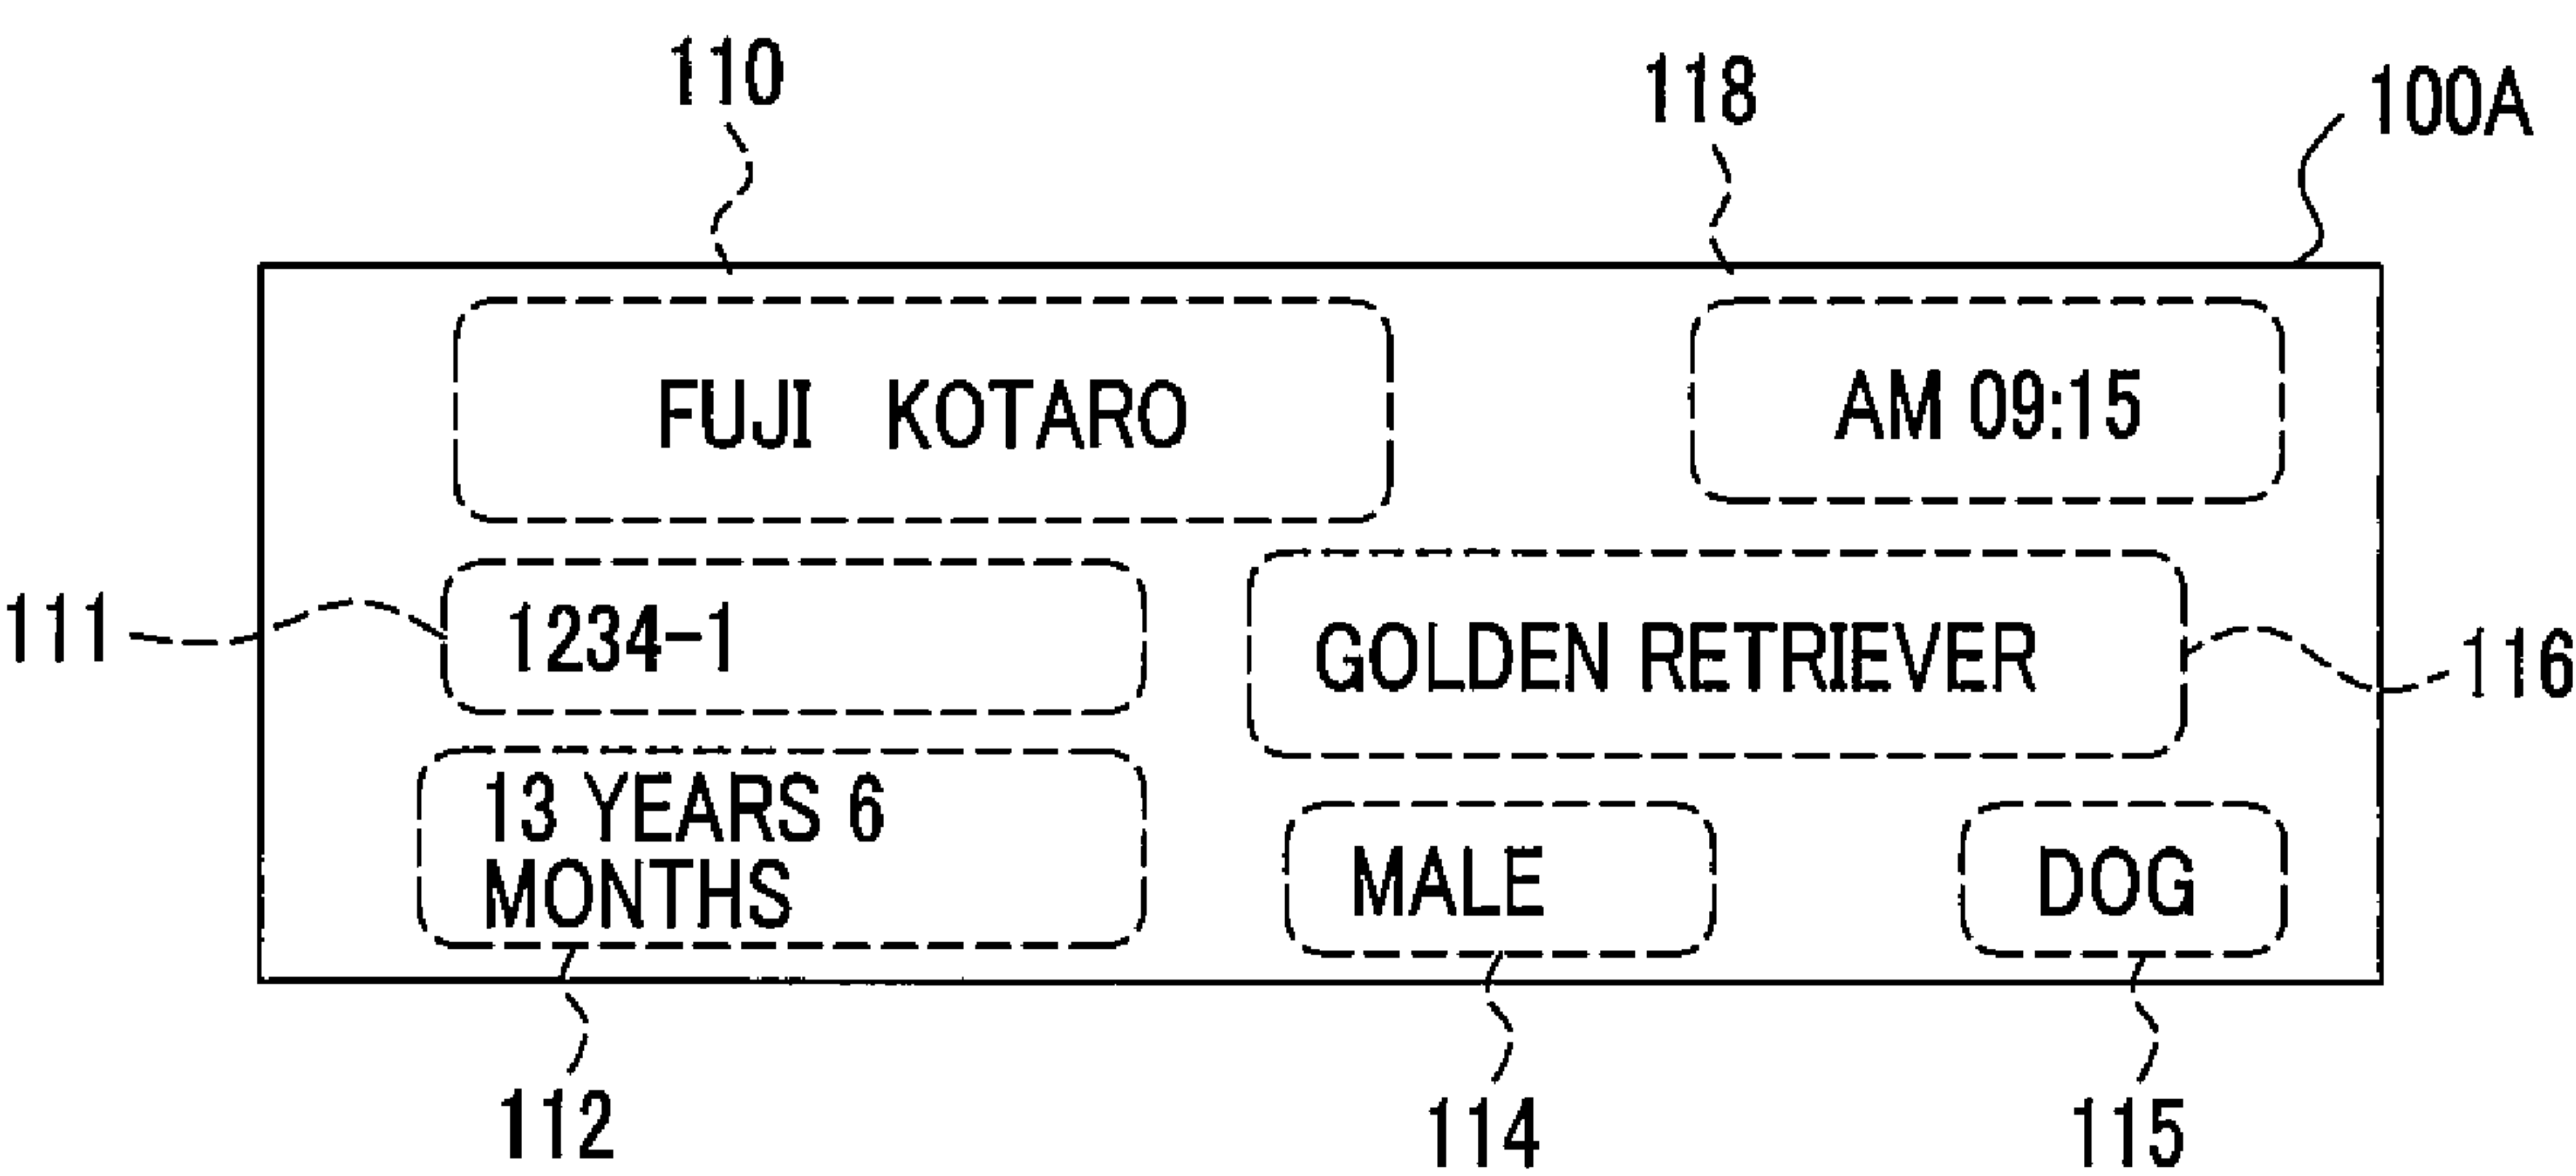 110
118
100A
FUJI KOTARO
AM 09:15
111
1234-1
GOLDEN RETRIEVER
116
13 YEARS 6
MONTHS
MALE
DOG
112
114
115